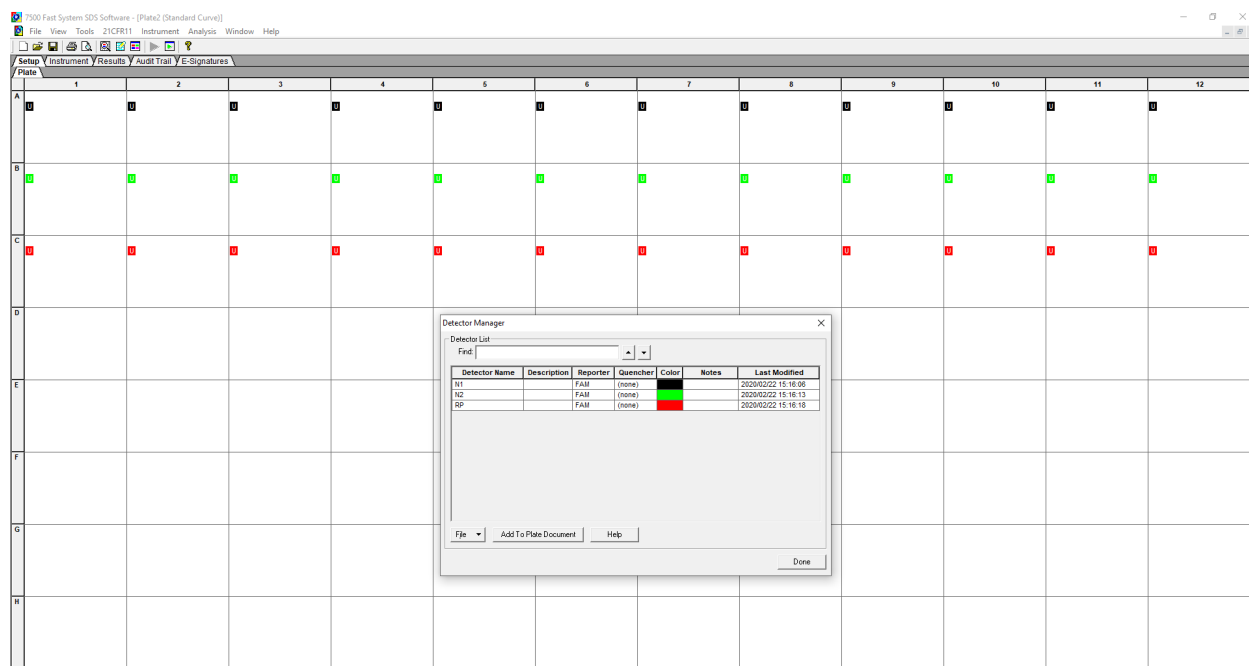 7500 Fast System SDS Software - [Plate2 (Standard Curve)]
File View Tools 21CFR11 Instrument Analysis Window Help
Setup Instrument Results Audit Trail E-Signatures
Plate
1 2 3 4 5 6 7 8 9 10 11 12
A U U U U U U U U U U U U
B U U U U U U U U U U U U
C U U U U U U U U U U U U
D
Detector Manager
Detector List
Find:
Detector Name Description Reporter Quencher Color Notes Last Modified
E
N1 FAM (none) 2020/02/22 15:16:06
N2 FAM (none) 2020/02/22 15:16:13
RP FAM (none) 2020/02/22 15:16:18
F
G
File Add To Plate Document Help
Done
H